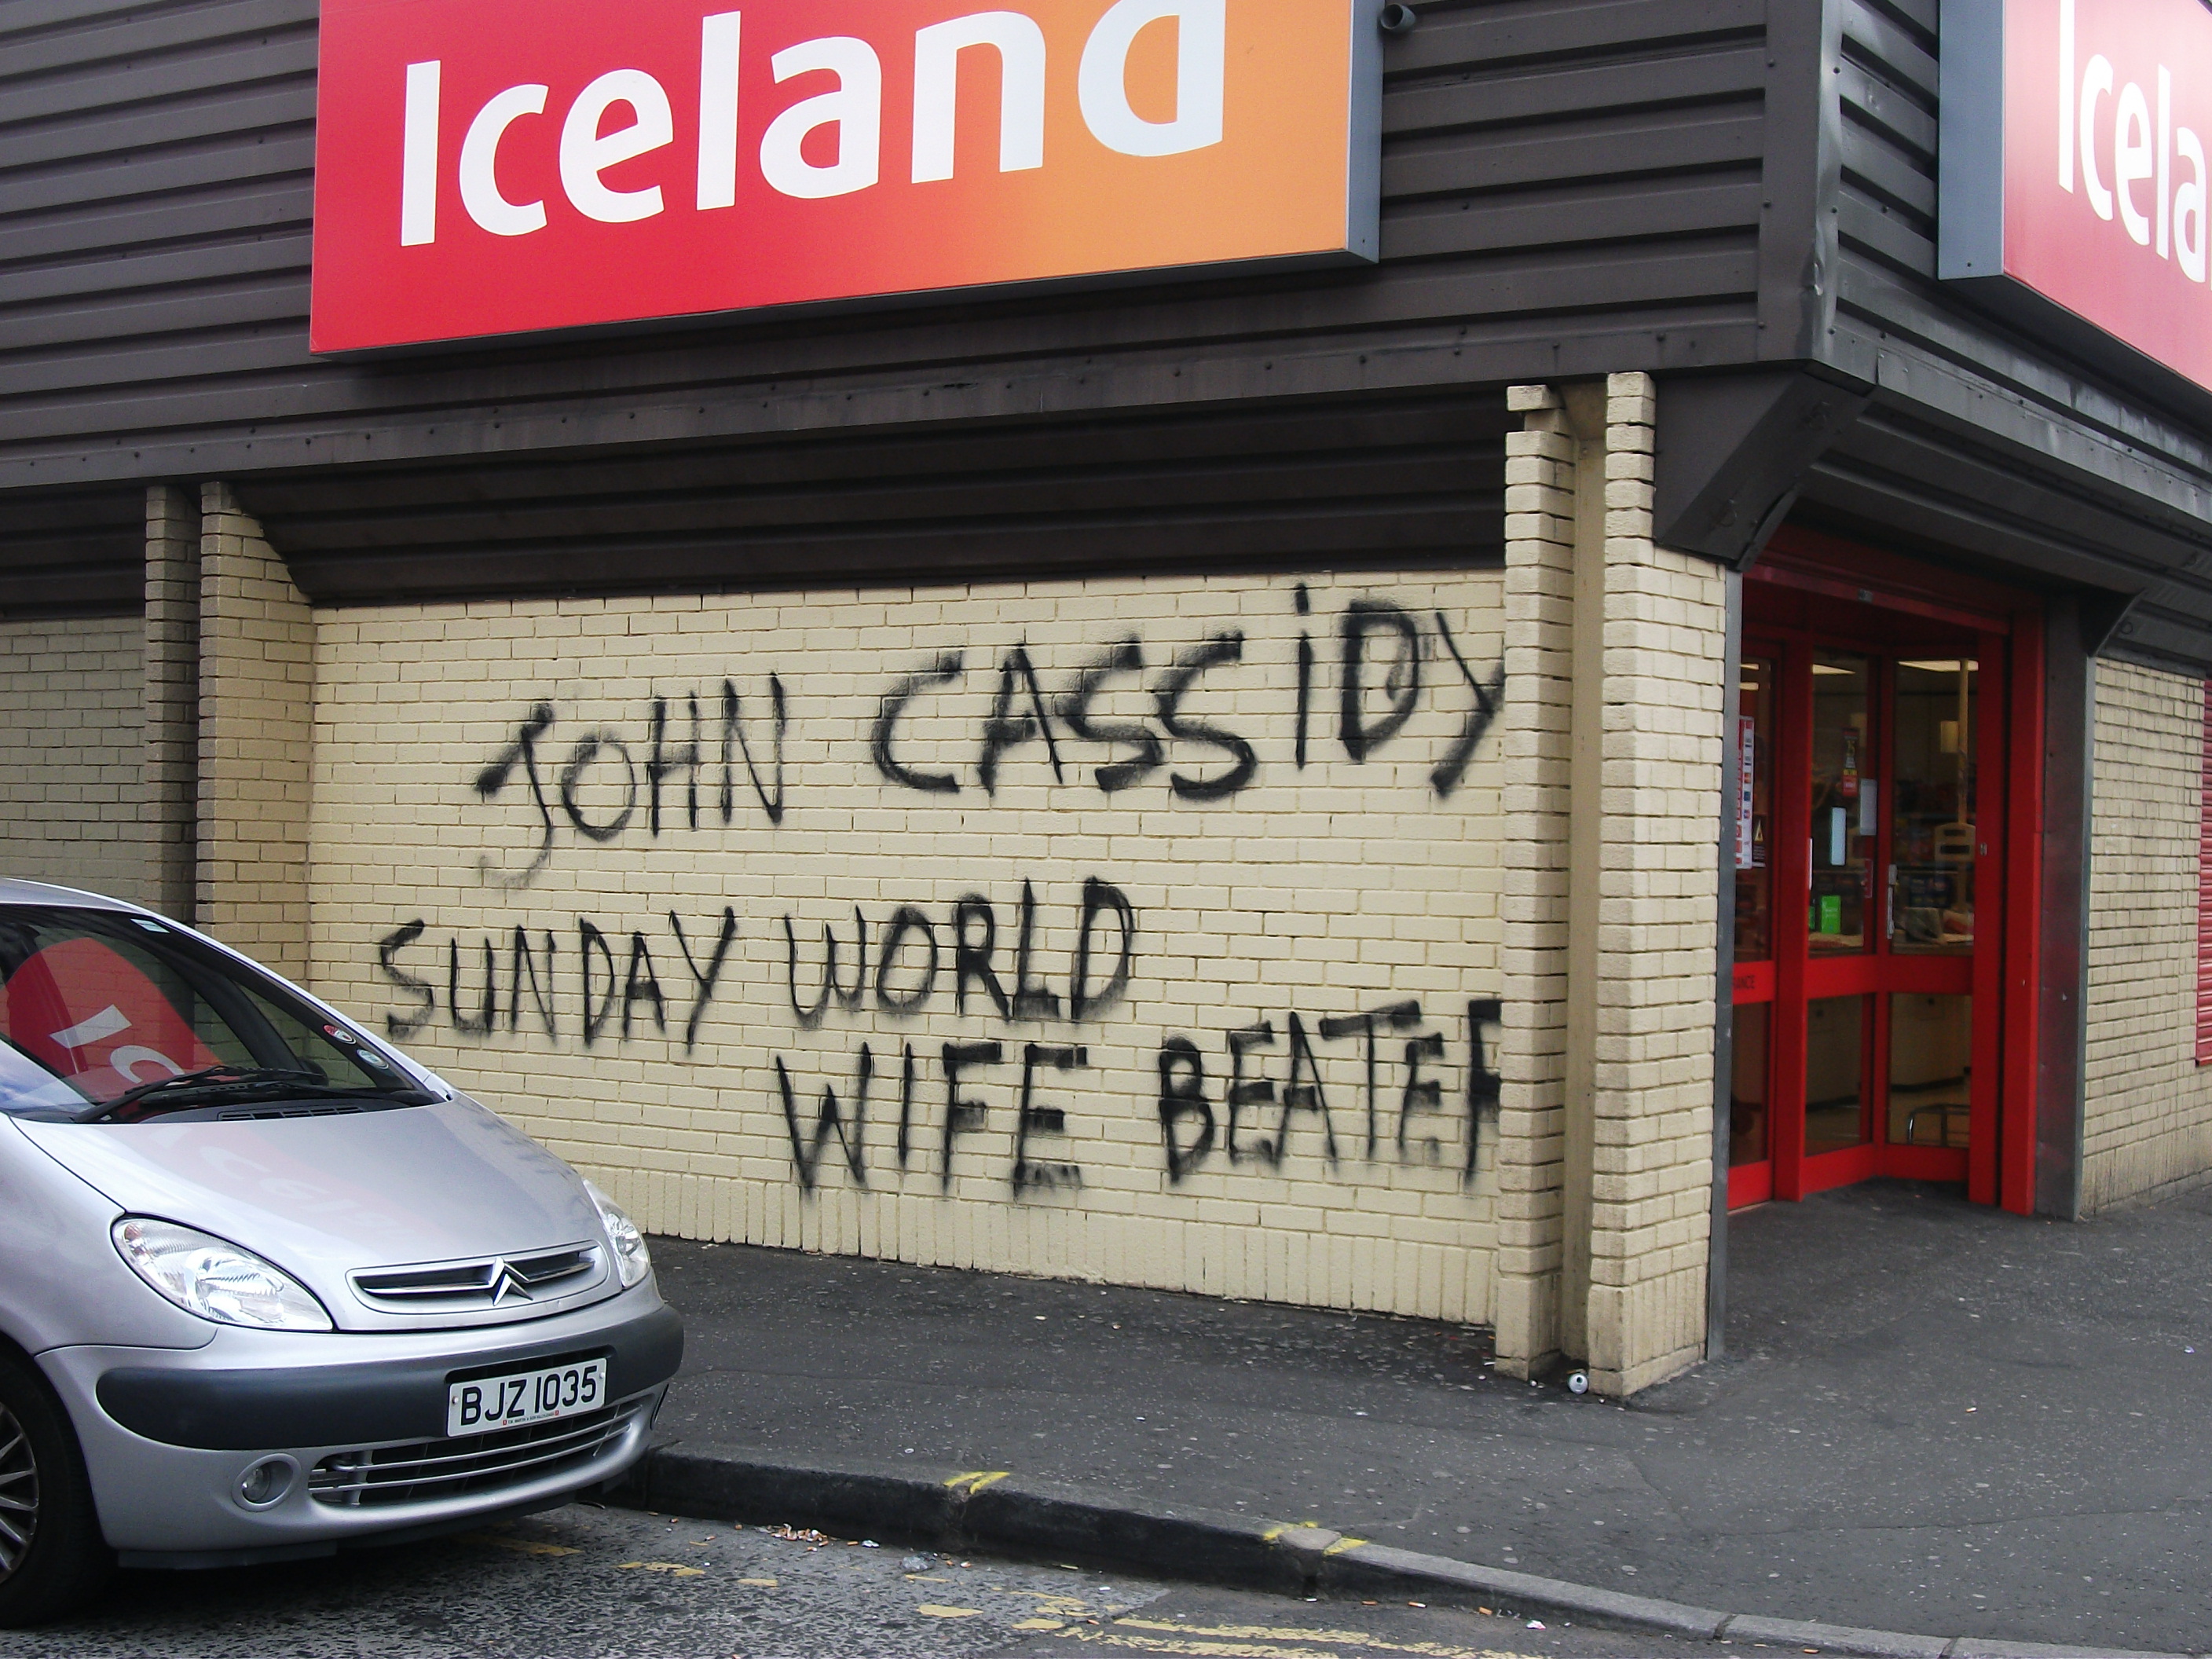 Iceland
Icela
JOHN CASSiDY
SUNDAY WORLD
WIFE BEATER
BJZ 1035